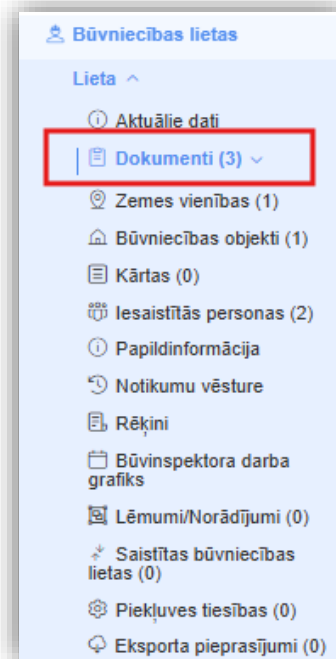 Būvniecības lietas
Lieta
Aktuālie dati
Dokumenti (3)
Zemes vienības (1)
Būvniecības objekti (1)
Kārtas (0)
Iesaistītās personas (2)
Papildinformācija
Notikumu vēsture
Rēķini
Būvinspektora darba
grafiks
Lēmumi/Norādījumi (0)
Saistītas būvniecības
lietas (0)
Piekļuves tiesības (0)
Eksporta pieprasījumi (0)